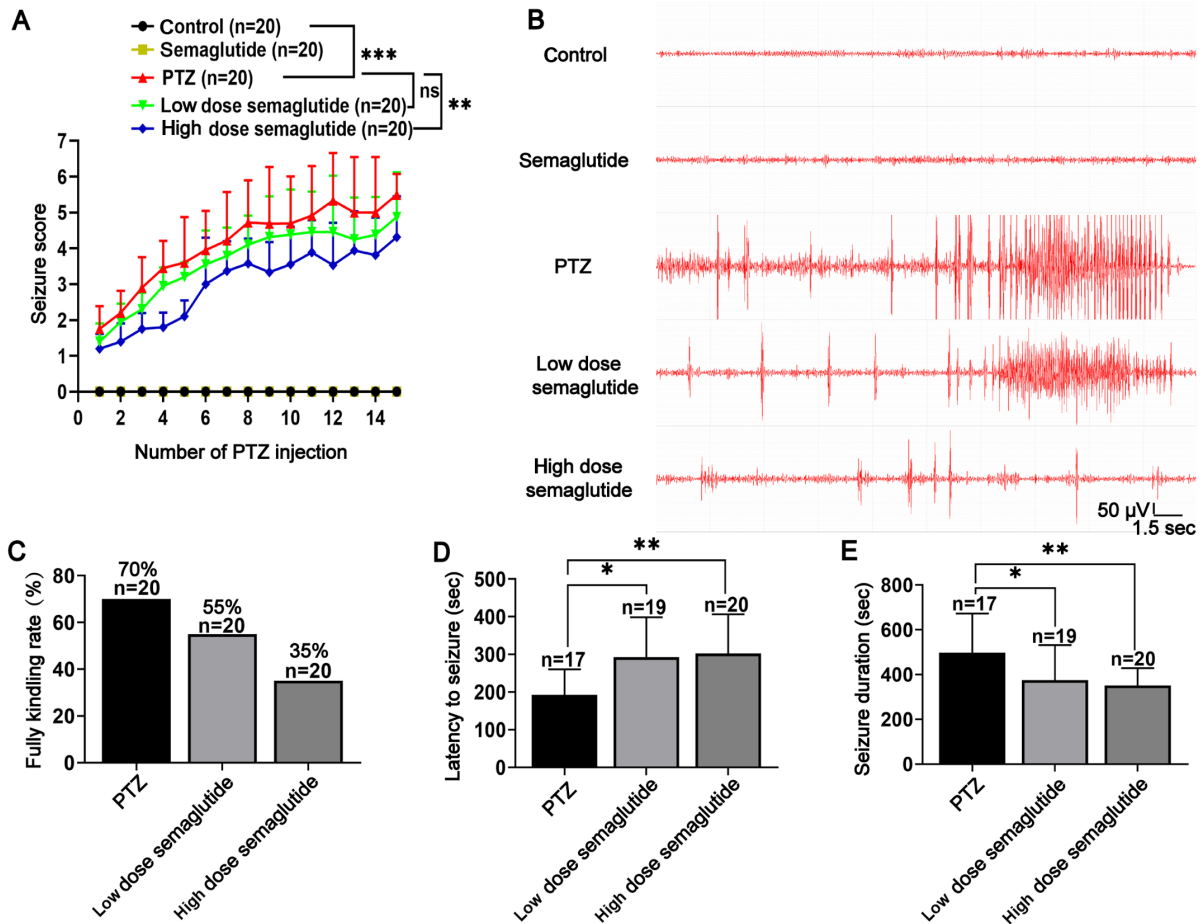 A
Control (n=20)
Semaglutide (n=20)
PTZ (n=20)
Low dose semaglutide (n=20)
High dose semaglutide (n=20)
***
ns
**
Seizure score
7
6
5
4
3
2
1
0
0 2 4 6 8 10 12 14
Number of PTZ injection
B
Control
Semaglutide
PTZ
Low dose
semaglutide
High dose
semaglutide
50 µV
1.5 sec
C
Fully kindling rate (%)
80
60
40
20
0
70%
n=20
55%
n=20
35%
n=20
PTZ
Low dose semaglutide
High dose semaglutide
D
Latency to seizure (sec)
500
400
300
200
100
0
**
*
n=17
n=19
n=20
PTZ
Low dose semaglutide
High dose semaglutide
E
Seizure duration (sec)
800
600
400
200
0
**
*
n=17
n=19
n=20
PTZ
Low dose semaglutide
High dose semaglutide